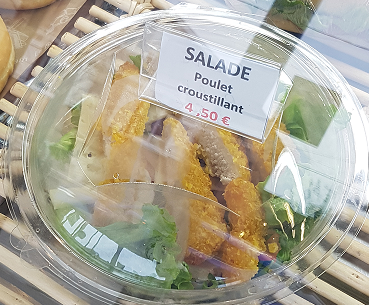 SALADE
Poulet
croustillant
4,50 €